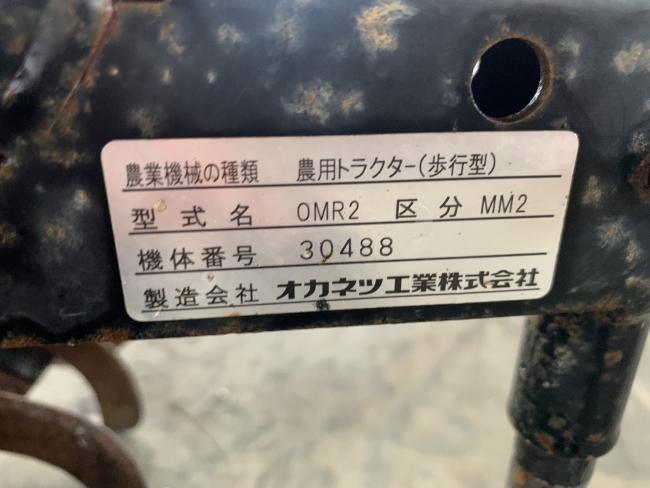 農業機械の種類 農用トラクター(歩行型)
型式名 OMR2 区分 MM2
機体番号 30488
製造会社 オカネツ工業株式会社